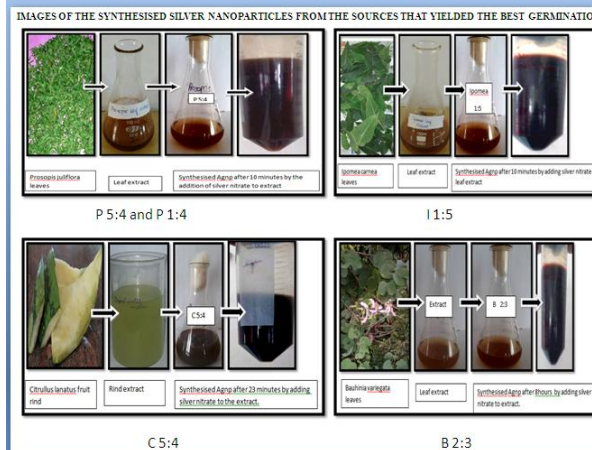 IMAGES OF THE SYNTHESISED SILVER NANOPARTICLES FROM THE SOURCES THAT YIELDED THE BEST GERMINATIO
P 5:4
Ipomea
1:5
Prosopis juliflora
leaves
Leaf extract
Synthesised Agnp after 10 minutes by the
addition of silver nitrate to extract
Ipomea carnea
leaves
Leaf extract
Synthesised Agnp after 10 minutes by adding silver nitrate
leaf extract
P 5:4 and P 1:4
I 1:5
C 5:4
Extract
B 2:3
Citrullus lanatus fruit
rind
Rind extract
Synthesised Agnp after 23 minutes by adding
silver nitrate to the extract.
Bauhinia variegata
leaves
Leaf extract
Synthesised Agnp after 8hours by adding silver
nitrate to extract.
C 5:4
B 2:3